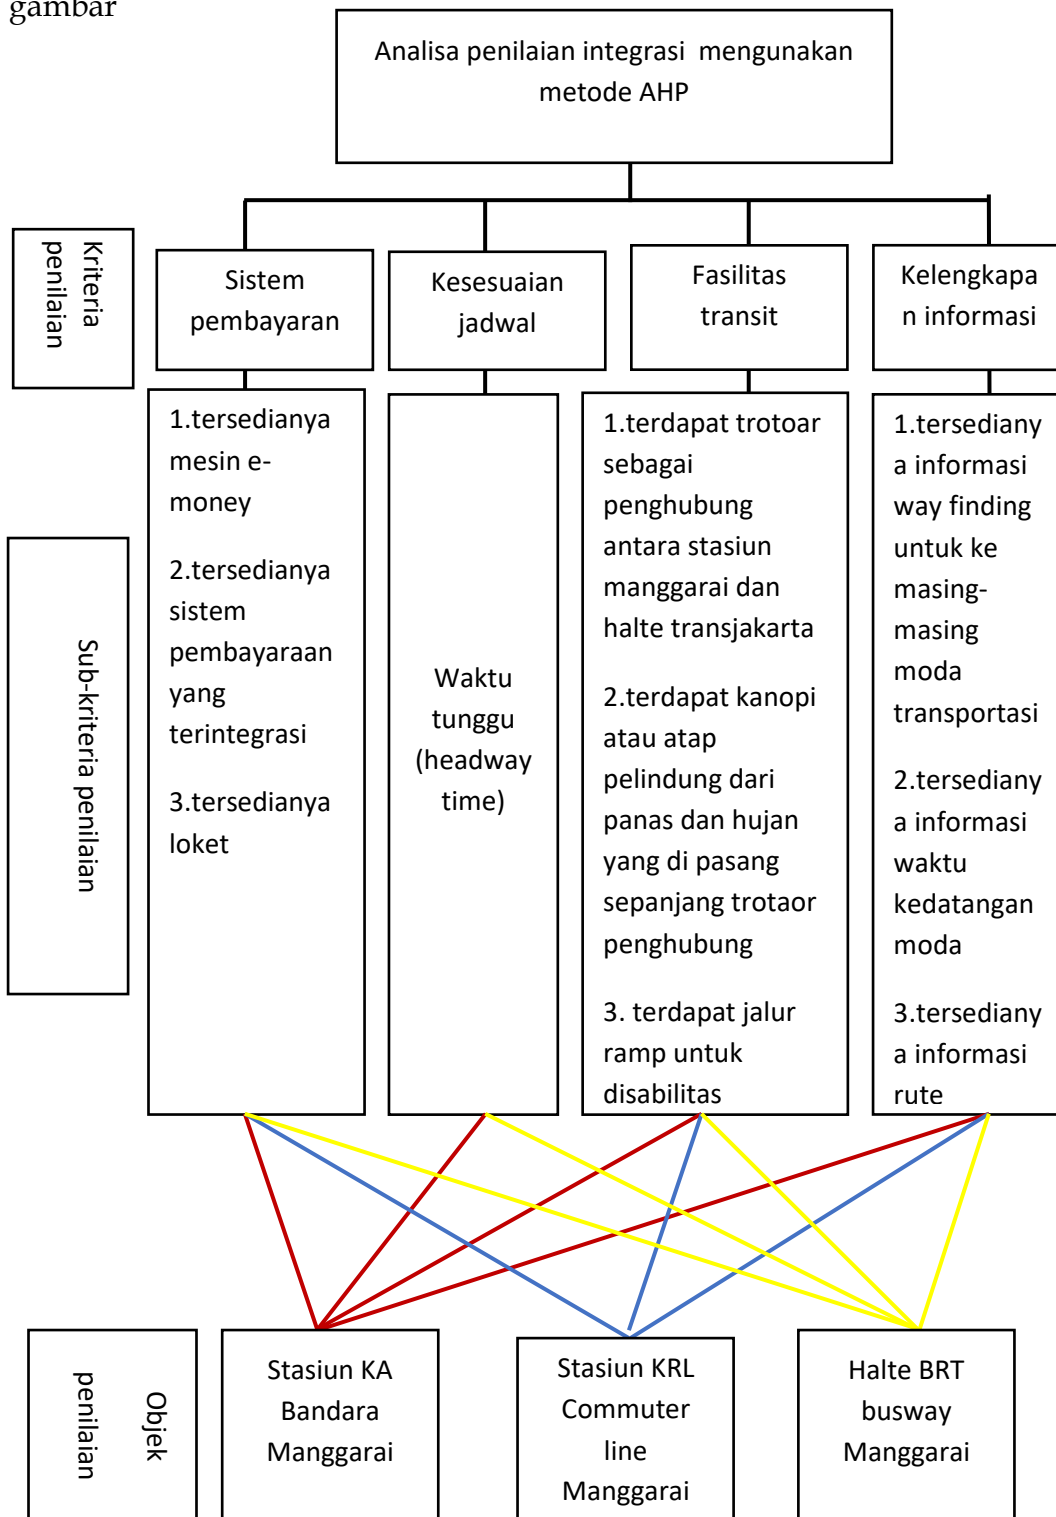 gambar
Analisa penilaian integrasi mengunakan
metode AHP
Kriteria
penilaian
Sistem
pembayaran
Kesesuaian
jadwal
Fasilitas
transit
Kelengkapa
n informasi
Sub-kriteria penilaian
1.tersedianya
mesin e-
money
2.tersedianya
sistem
pembayaraan
yang
terintegrasi
3.tersedianya
loket
Waktu
tunggu
(headway
time)
1.terdapat trotoar
sebagai
penghubung
antara stasiun
manggarai dan
halte transjakarta
2.terdapat kanopi
atau atap
pelindung dari
panas dan hujan
yang di pasang
sepanjang trotaor
penghubung
3. terdapat jalur
ramp untuk
disabilitas
1.tersediany
a informasi
way finding
untuk ke
masing-
masing
moda
transportasi
2.tersediany
a informasi
waktu
kedatangan
moda
3.tersediany
a informasi
rute
Objek
penilaian
Stasiun KA
Bandara
Manggarai
Stasiun KRL
Commuter
line
Manggarai
Halte BRT
busway
Manggarai